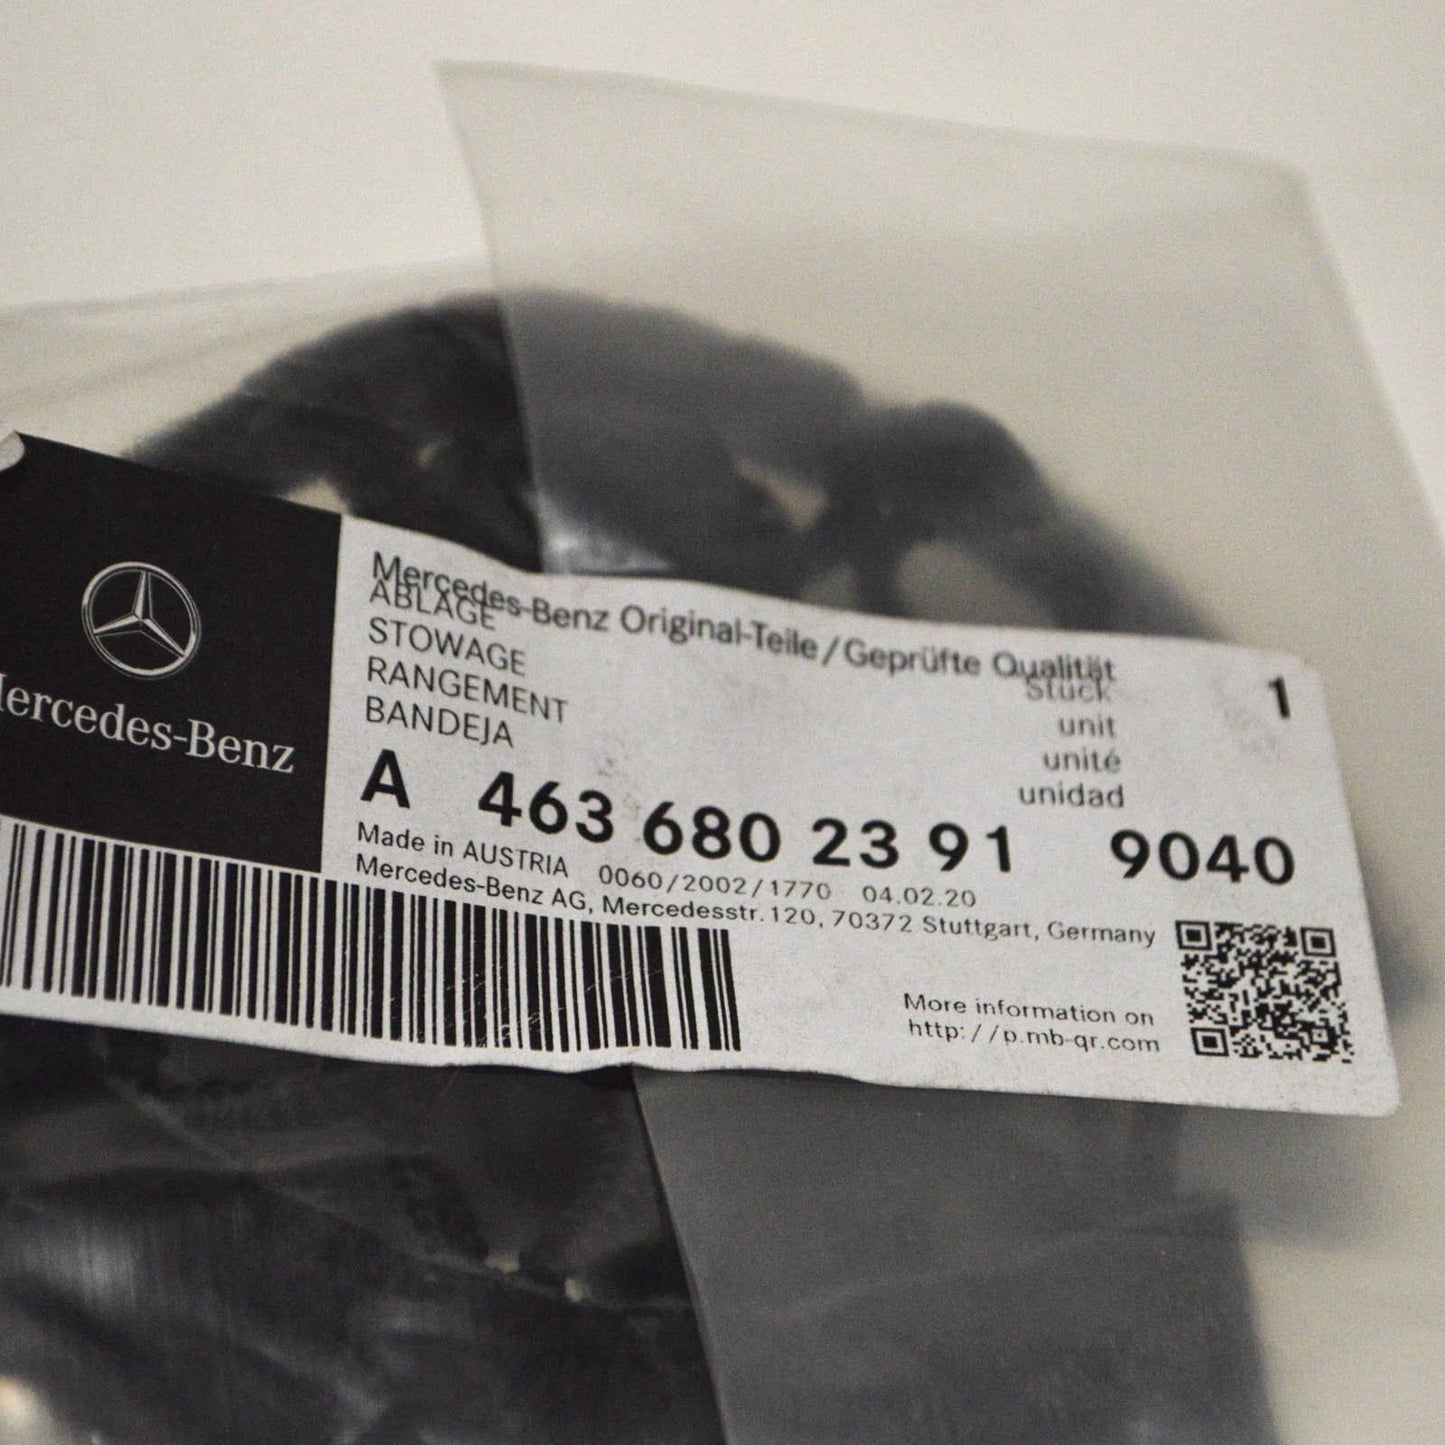 Mercedes-Benz
Mercedes-Benz Original-Teile/Geprüfte Qualität
ABLAGE
STOWAGE
RANGEMENT
BANDEJA
Stück
unit
unité
unidad
1
A 463 680 23 91 9040
Made in AUSTRIA 0060/2002/1770 04.02.20
Mercedes-Benz AG, Mercedesstr. 120, 70372 Stuttgart, Germany
More information on
http://p.mb-qr.com